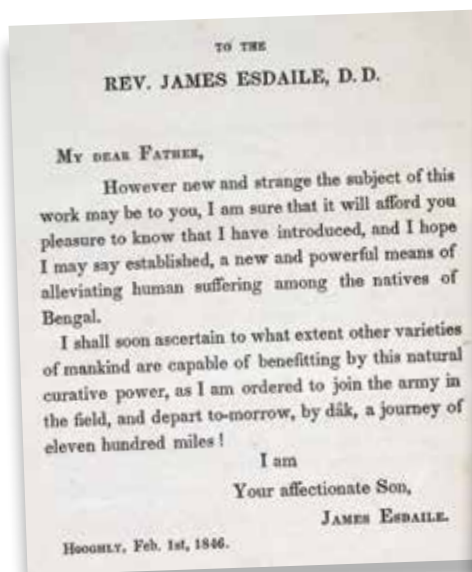 TO THE
REV. JAMES ESDAILE, D. D.
MY DEAR FATHER,
However new and strange the subject of this
work may be to you, I am sure that it will afford you
pleasure to know that I have introduced, and I hope
I may say established, a new and powerful means of
alleviating human suffering among the natives of
Bengal.
I shall soon ascertain to what extent other varieties
of mankind are capable of benefitting by this natural
curative power, as I am ordered to join the army in
the field, and depart to-morrow, by dâk, a journey of
eleven hundred miles !
I am
Your affectionate Son,
JAMES ESDAILE.
HOOGHLY, Feb. 1st, 1846.